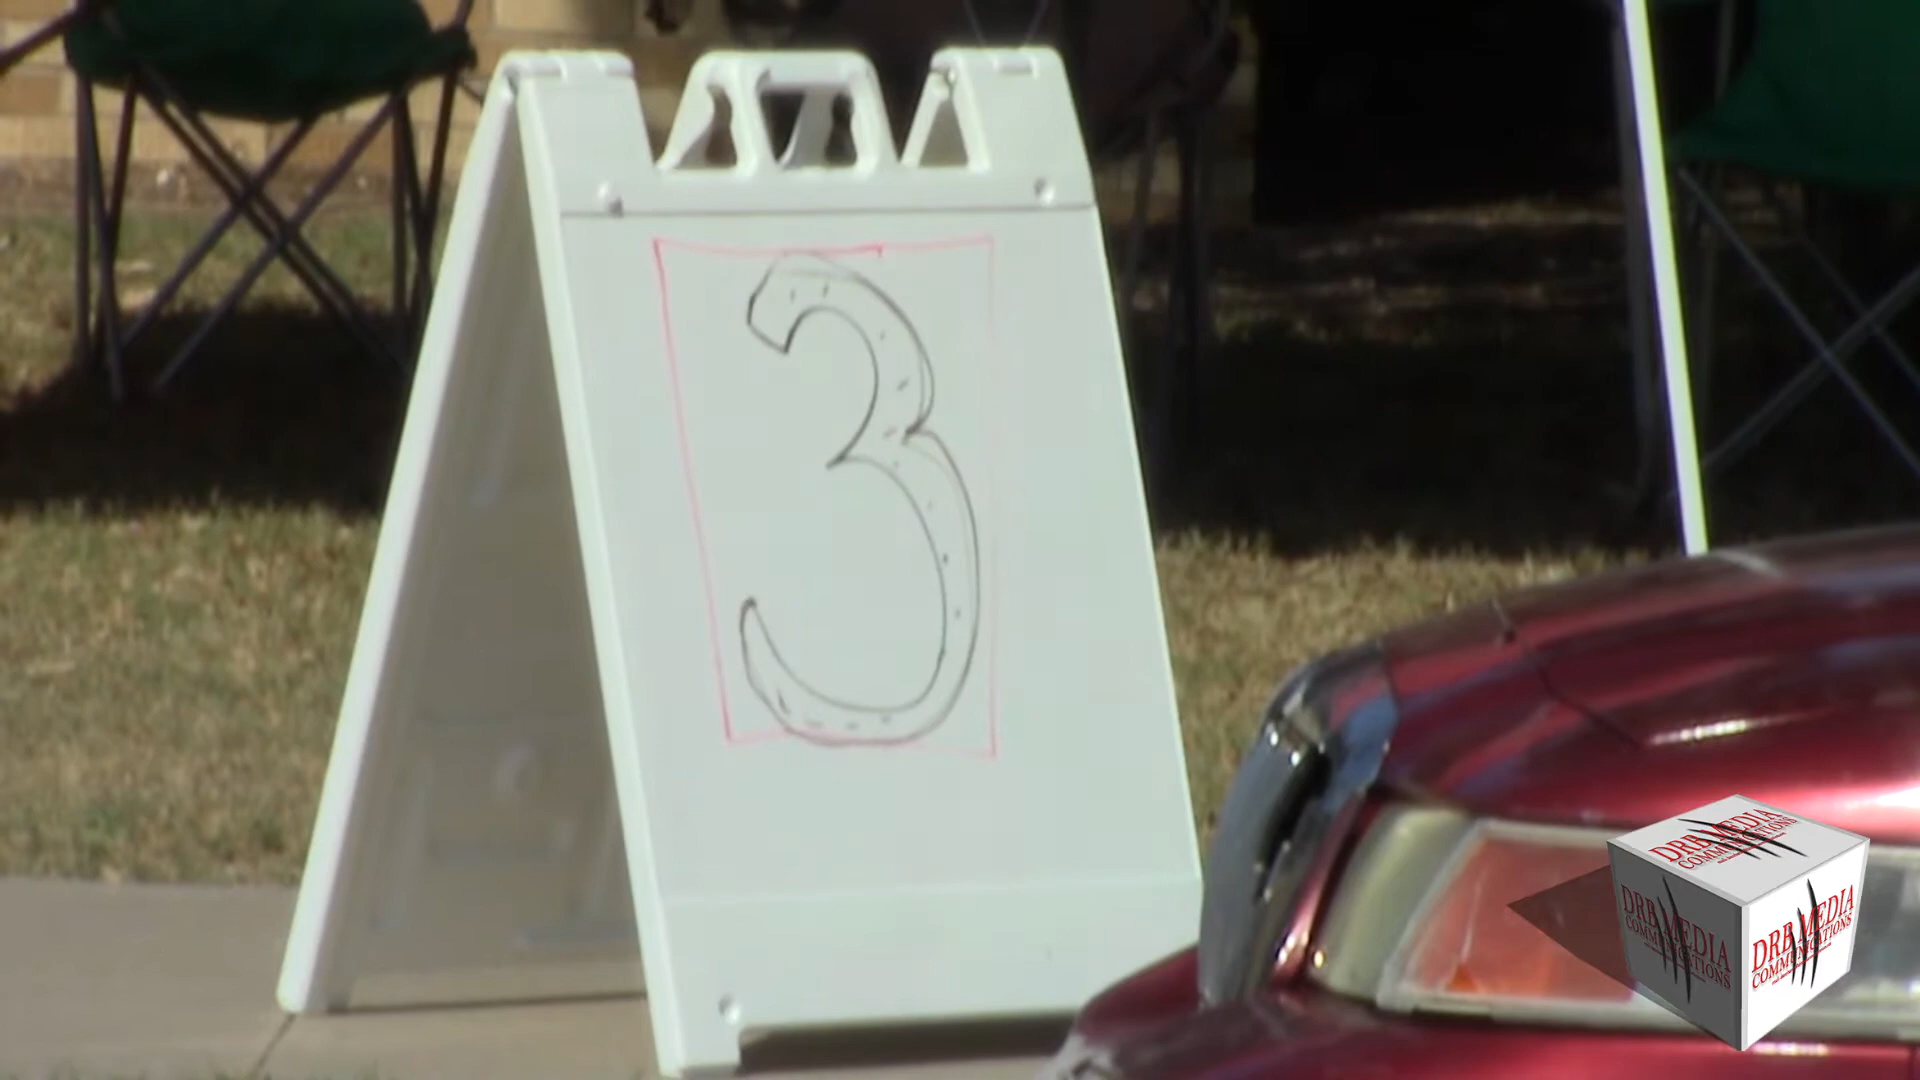 3
DRB MEDIA
COMMUNICATIONS
DRB MEDIA
COMMUNICATIONS
DRB MEDIA
COMMUNICATIONS